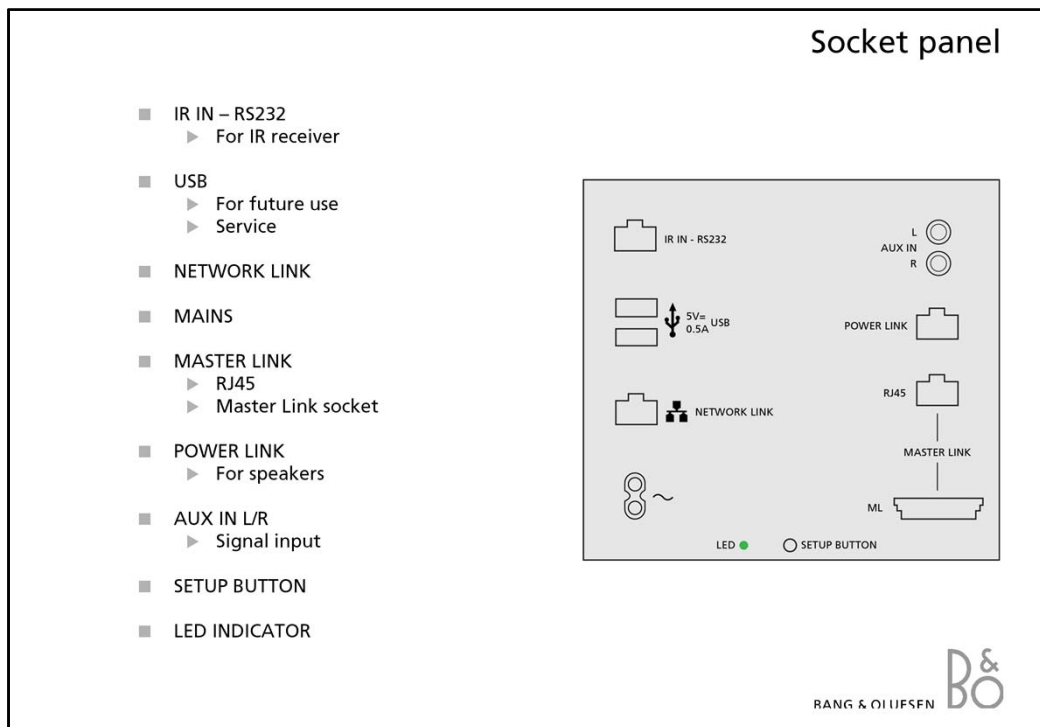 Socket panel
IR IN – RS232
For IR receiver
USB
For future use
Service
NETWORK LINK
MAINS
MASTER LINK
RJ45
Master Link socket
POWER LINK
For speakers
AUX IN L/R
Signal input
SETUP BUTTON
LED INDICATOR
IR IN - RS232
L
AUX IN
R
5V=
0.5A
USB
POWER LINK
RJ45
NETWORK LINK
MASTER LINK
ML
LED
SETUP BUTTON
BANG & OLUFSEN
B&O